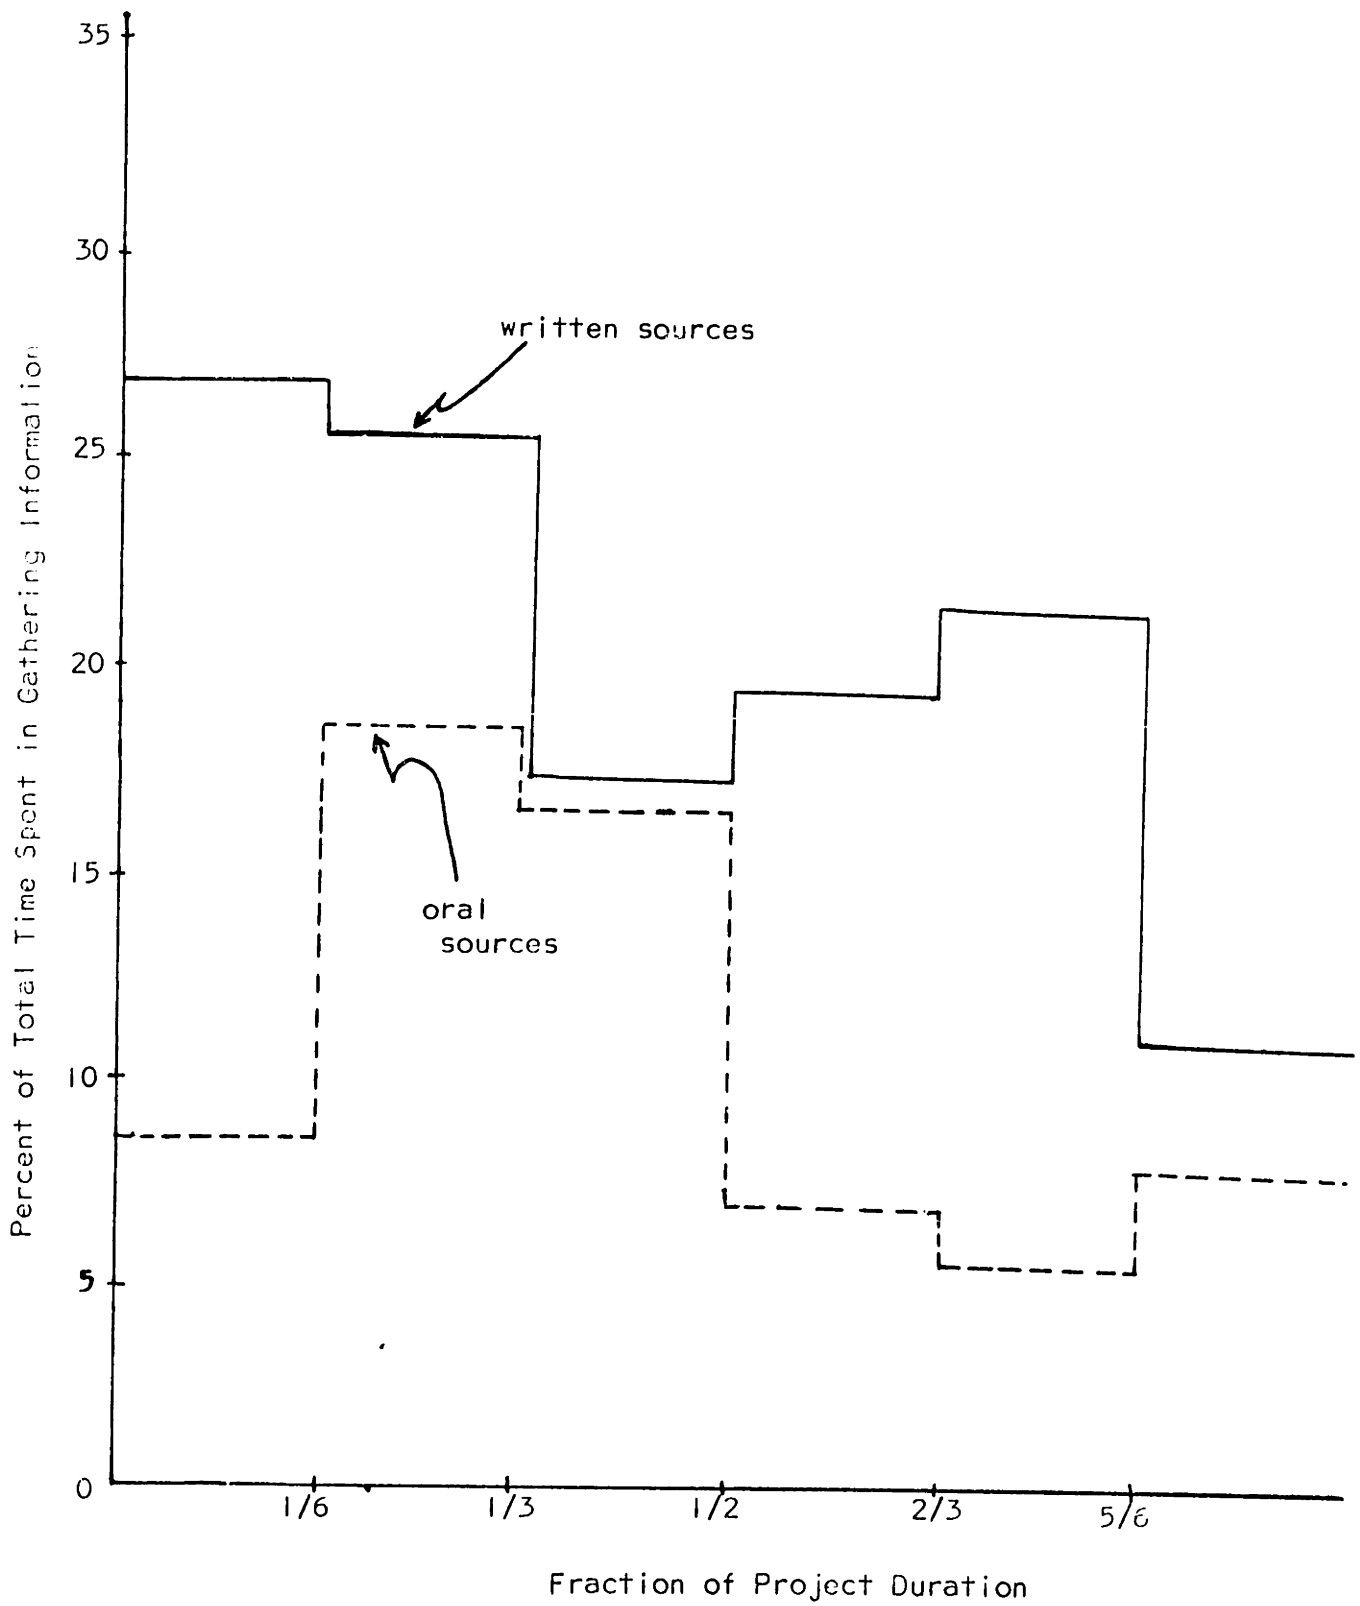 35
30
written sources
25
20
15
oral
sources
10
5
0
1/6
1/3
1/2
2/3
5/6
Percent of Total Time Spent in Gathering Information
Fraction of Project Duration